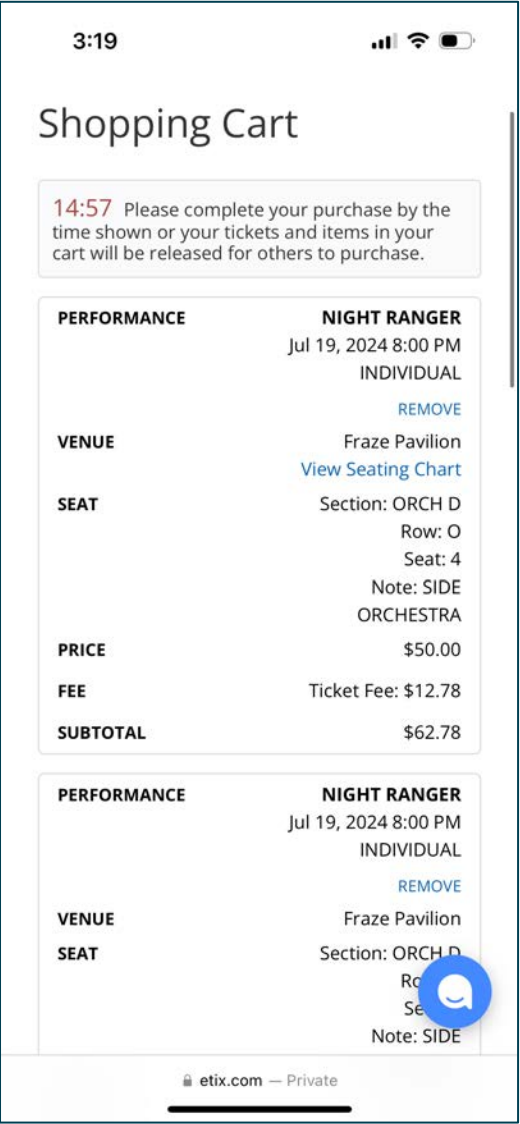 3:19
Shopping Cart
14:57 Please complete your purchase by the
time shown or your tickets and items in your
cart will be released for others to purchase.
PERFORMANCE NIGHT RANGER
Jul 19, 2024 8:00 PM
INDIVIDUAL
REMOVE
VENUE Fraze Pavilion
View Seating Chart
SEAT Section: ORCH D
Row: O
Seat: 4
Note: SIDE
ORCHESTRA
PRICE $50.00
FEE Ticket Fee: $12.78
SUBTOTAL $62.78
PERFORMANCE NIGHT RANGER
Jul 19, 2024 8:00 PM
INDIVIDUAL
REMOVE
VENUE Fraze Pavilion
SEAT Section: ORCH D
Note: SIDE
etix.com — Private